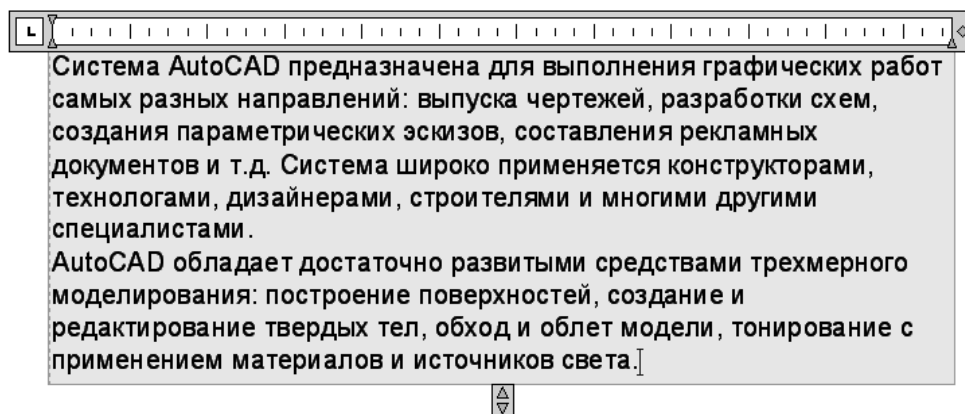 Система AutoCAD предназначена для выполнения графических работ
самых разных направлений: выпуска чертежей, разработки схем,
создания параметрических эскизов, составления рекламных
документов и т.д. Система широко применяется конструкторами,
технологами, дизайнерами, строителями и многими другими
специалистами.
AutoCAD обладает достаточно развитыми средствами трехмерного
моделирования: построение поверхностей, создание и
редактирование твердых тел, обход и облет модели, тонирование с
применением материалов и источников света.